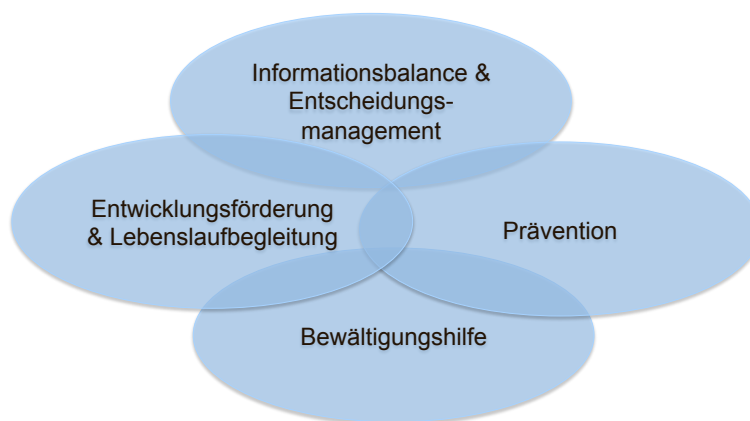 Informationsbalance &
Entscheidungs-
management
Entwicklungsförderung
& Lebenslaufbegleitung
Prävention
Bewältigungshilfe